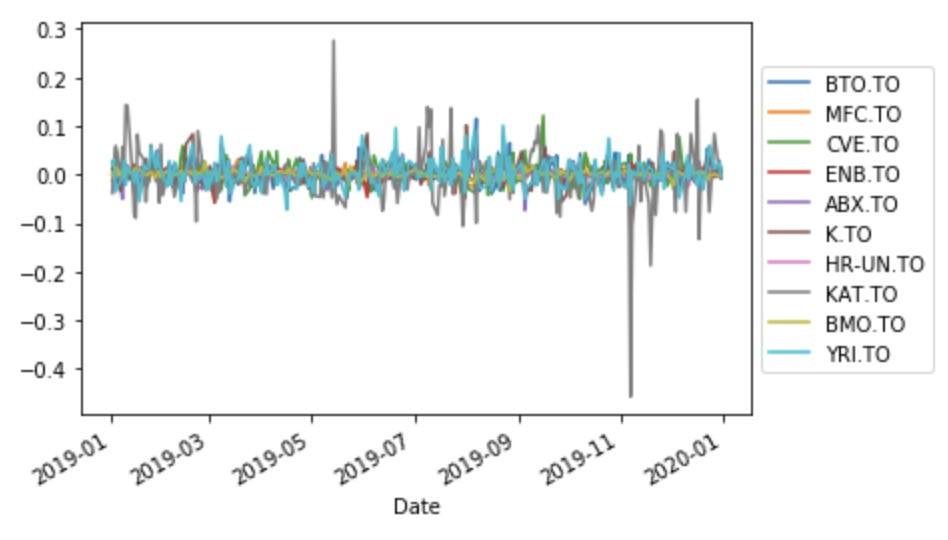 0.3
0.2
0.1
0.0
−0.1
−0.2
−0.3
−0.4
2019-01
2019-03
2019-05
2019-07
2019-09
2019-11
2020-01
Date
BTO.TO
MFC.TO
CVE.TO
ENB.TO
ABX.TO
K.TO
HR-UN.TO
KAT.TO
BMO.TO
YRI.TO